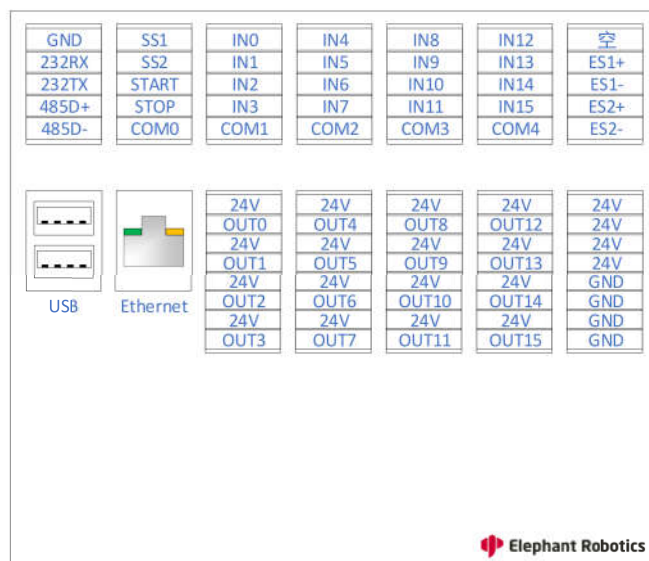 GND SS1 IN0 IN4 IN8 IN12 空
232RX SS2 IN1 IN5 IN9 IN13 ES1+
232TX START IN2 IN6 IN10 IN14 ES1-
485D+ STOP IN3 IN7 IN11 IN15 ES2+
485D- COM0 COM1 COM2 COM3 COM4 ES2-
24V 24V 24V 24V 24V
OUT0 OUT4 OUT8 OUT12 24V
24V 24V 24V 24V 24V
OUT1 OUT5 OUT9 OUT13 24V
24V 24V 24V 24V GND
USB Ethernet OUT2 OUT6 OUT10 OUT14 GND
24V 24V 24V 24V GND
OUT3 OUT7 OUT11 OUT15 GND
Elephant Robotics